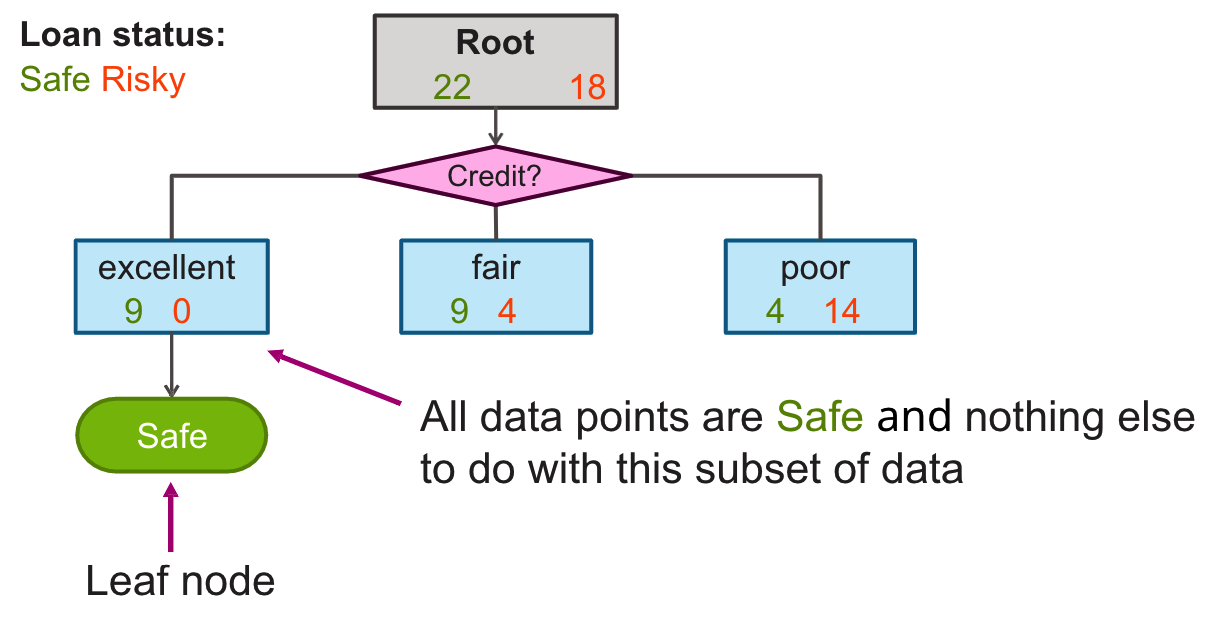 Loan status:
Safe Risky
Root
22 18
Credit?
excellent
9 0
fair
9 4
poor
4 14
Safe
All data points are Safe and nothing else
to do with this subset of data
Leaf node